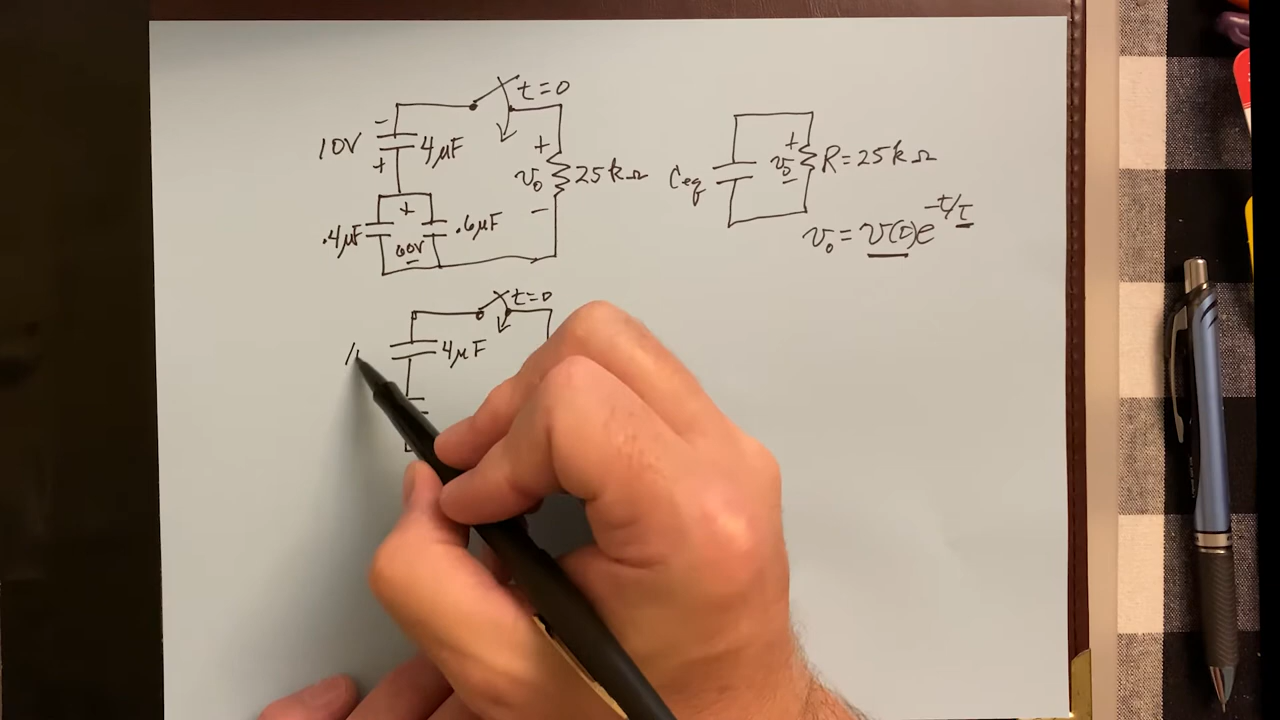 t=0
10V - + 4μF
+ v₀ - 25kΩ
.4μF + 60V - .6μF
t=0
4μF
Ceq + v₀ - R=25kΩ
v₀ = v(0)e^-t/τ